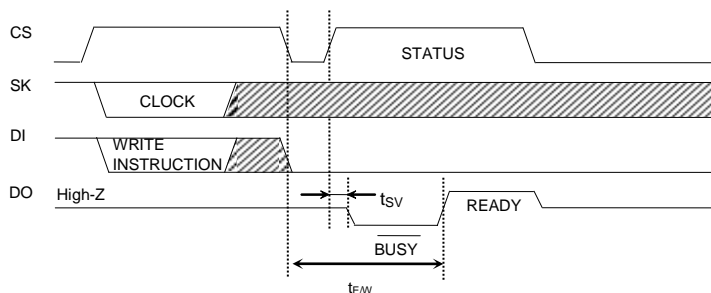 CS
STATUS
SK
CLOCK
DI
WRITE
INSTRUCTION
DO
High-Z
tSV
READY
BUSY
tE/W